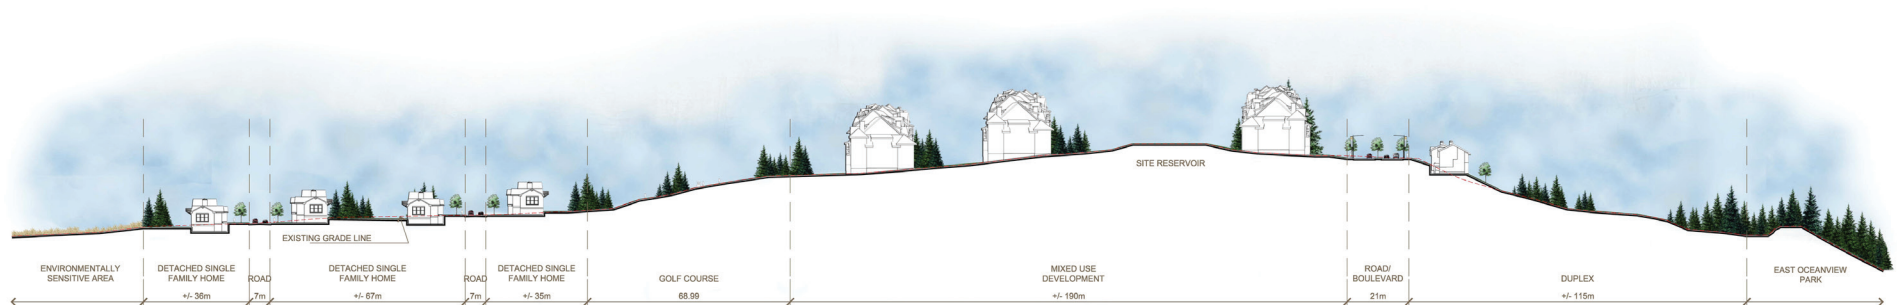 SITE RESERVOIR
EXISTING GRADE LINE
ENVIRONMENTALLY
SENSITIVE AREA
DETACHED SINGLE
FAMILY HOME
+/- 36m
ROAD
7m
DETACHED SINGLE
FAMILY HOME
+/- 67m
ROAD
7m
DETACHED SINGLE
FAMILY HOME
+/- 35m
GOLF COURSE
68.99
MIXED USE
DEVELOPMENT
+/- 190m
ROAD/
BOULEVARD
21m
DUPLEX
+/- 115m
EAST OCEANVIEW
PARK